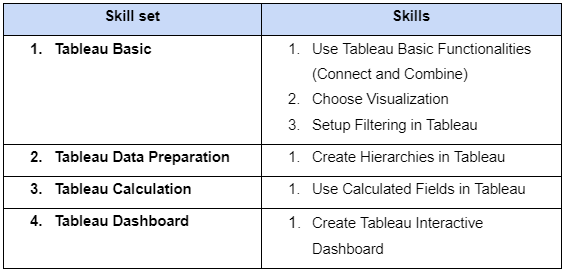 Skill set
Skills
1. Tableau Basic
1. Use Tableau Basic Functionalities
(Connect and Combine)
2. Choose Visualization
3. Setup Filtering in Tableau
2. Tableau Data Preparation
1. Create Hierarchies in Tableau
3. Tableau Calculation
1. Use Calculated Fields in Tableau
4. Tableau Dashboard
1. Create Tableau Interactive
Dashboard